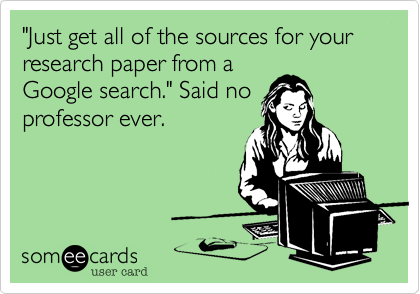 "Just get all of the sources for your
research paper from a
Google search." Said no
professor ever.
someecards
user card